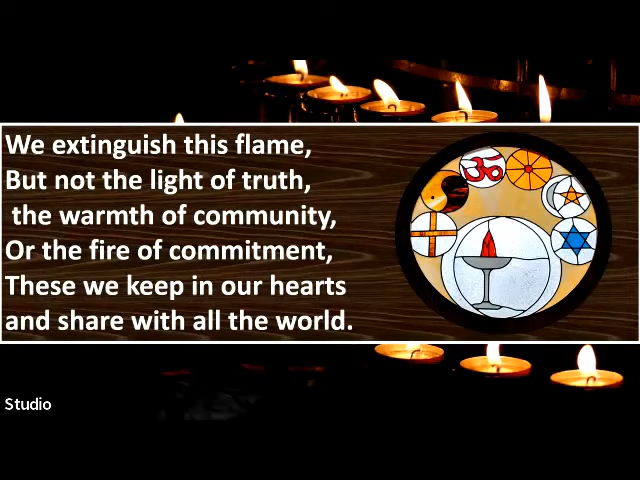 We extinguish this flame,
But not the light of truth,
the warmth of community,
Or the fire of commitment,
These we keep in our hearts
and share with all the world.
Studio